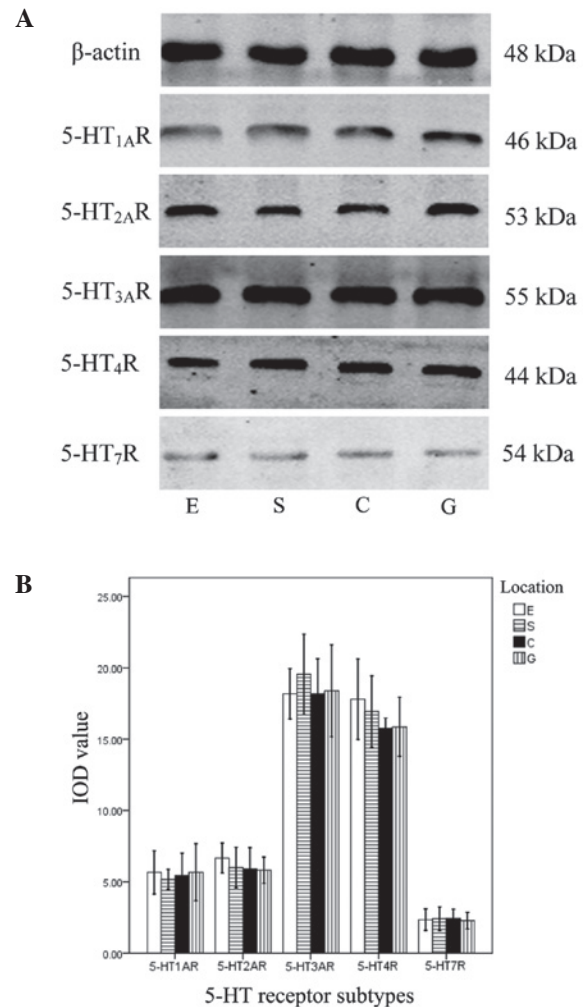 A
β-actin 48 kDa
5-HT₁ₐR 46 kDa
5-HT₂ₐR 53 kDa
5-HT₃ₐR 55 kDa
5-HT₄R 44 kDa
5-HT₇R 54 kDa
E S C G
B
Location
E
S
C
G
25.00
20.00
15.00
10.00
5.00
0.00
IOD value
5-HT1AR 5-HT2AR 5-HT3AR 5-HT4R 5-HT7R
5-HT receptor subtypes